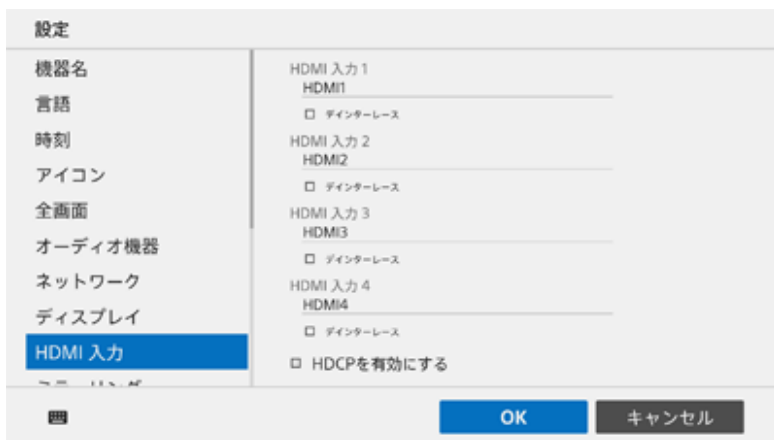 設定
機器名
言語
時刻
アイコン
全画面
オーディオ機器
ネットワーク
ディスプレイ
HDMI 入力
HDMI 入力 1
HDMI1
デインターレース
HDMI 入力 2
HDMI2
デインターレース
HDMI 入力 3
HDMI3
デインターレース
HDMI 入力 4
HDMI4
デインターレース
HDCPを有効にする
OK
キャンセル